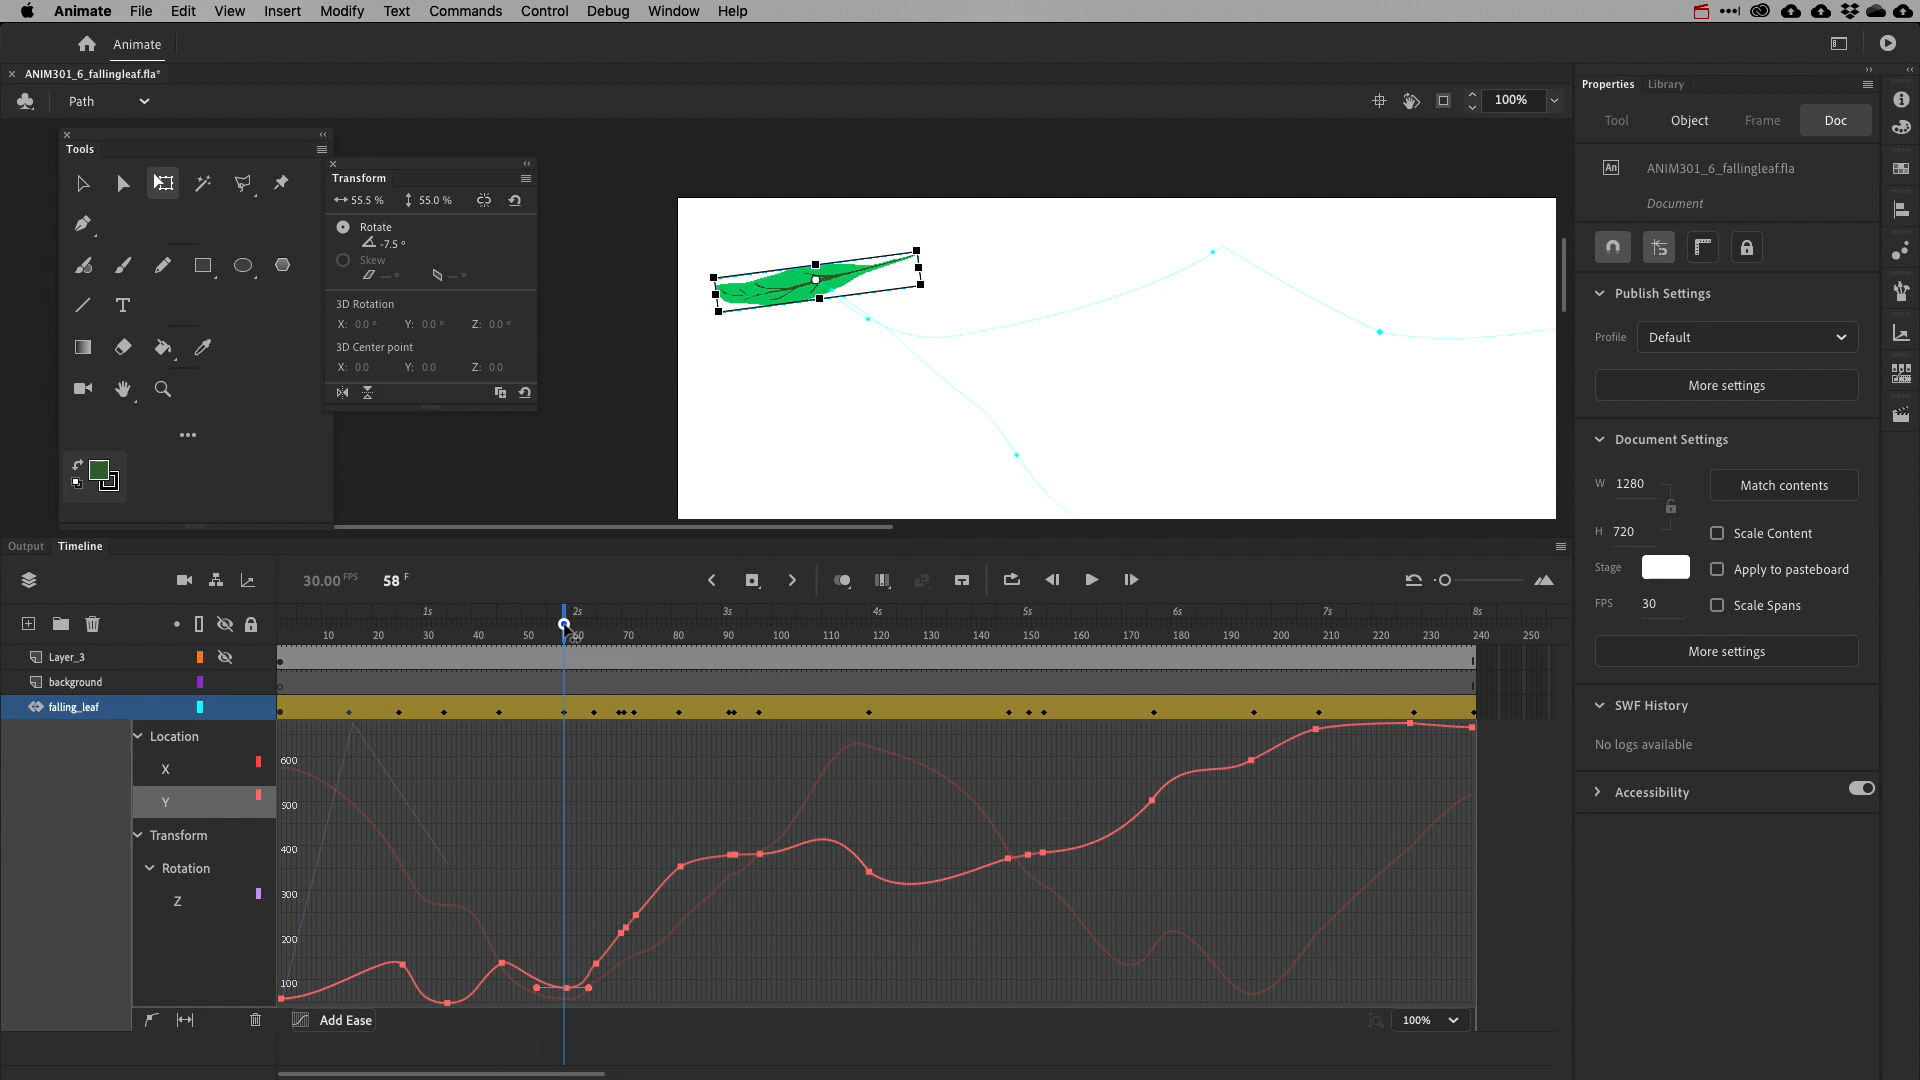 Animate File Edit View Insert Modify Text Commands Control Debug Window Help
Animate
ANIM301_6_fallingleaf.fla*
Path
100%
Tools
Transform
55.5 %
55.0 %
Rotate
-7.5 °
Skew
3D Rotation
X: 0.0 ° Y: 0.0 ° Z: 0.0 °
3D Center point
X: 0.0 Y: 0.0 Z: 0.0
Properties Library
Tool Object Frame Doc
An
ANIM301_6_fallingleaf.fla
Document
Publish Settings
Profile Default
More settings
Document Settings
W 1280
Match contents
H 720
Scale Content
Stage
Apply to pasteboard
FPS 30
Scale Spans
More settings
SWF History
No logs available
Accessibility
Output Timeline
30.00 FPS 58 F
1s 2s 3s 4s 5s 6s 7s 8s
10 20 30 40 50 60 70 80 90 100 110 120 130 140 150 160 170 180 190 200 210 220 230 240 250
Layer_3
background
falling_leaf
Location
X
Y
Transform
Rotation
Z
600
500
400
300
200
100
Add Ease
100%